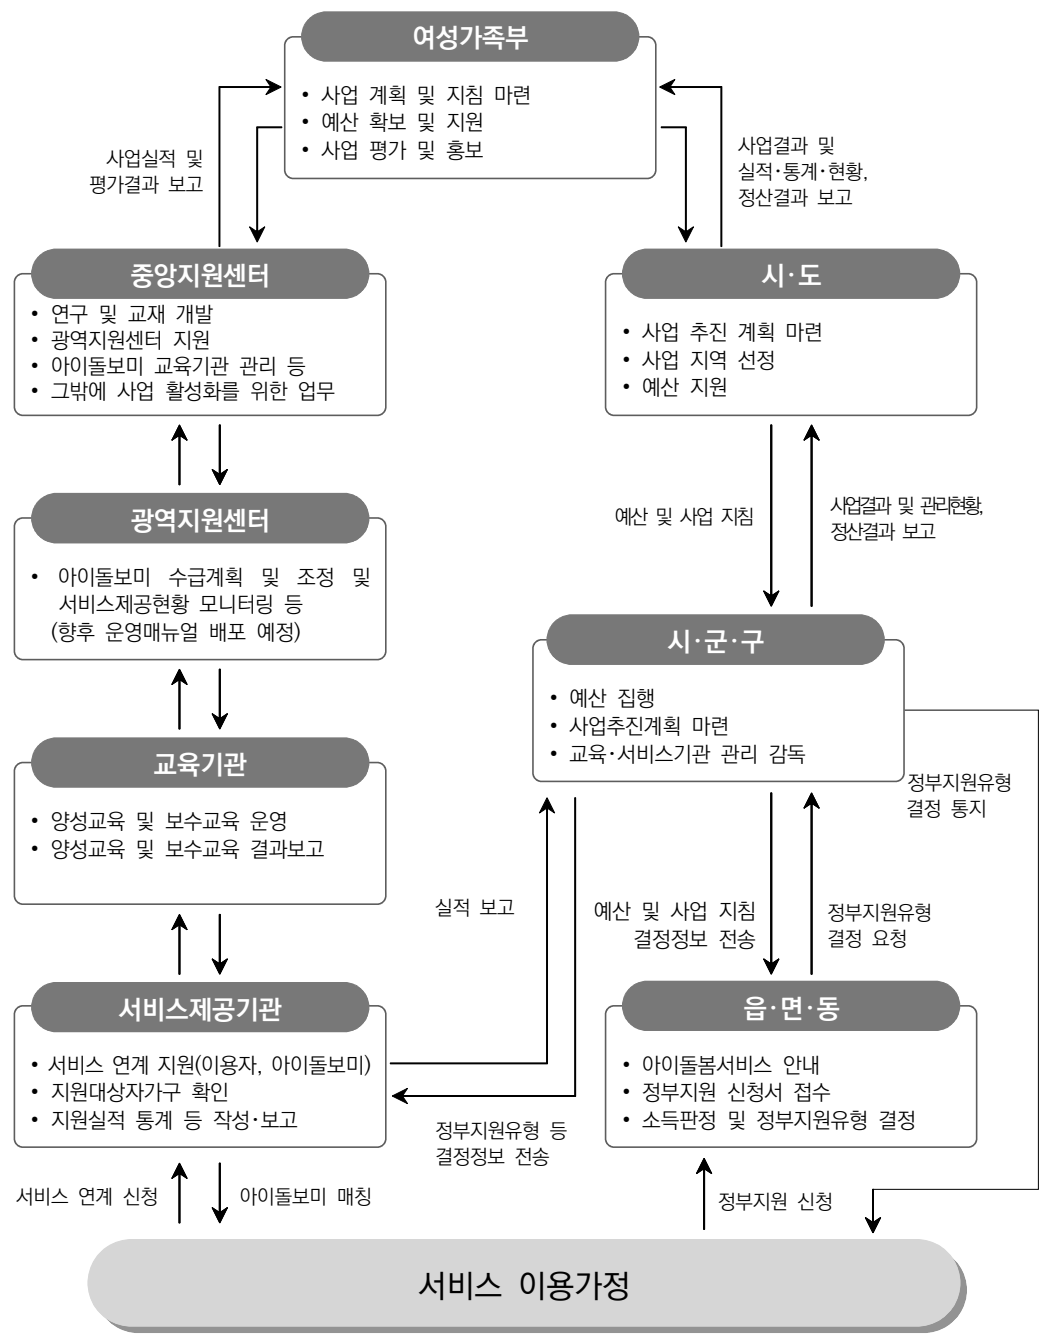 여성가족부
• 사업 계획 및 지침 마련
• 예산 확보 및 지원
• 사업 평가 및 홍보
사업실적 및
평가결과 보고
사업결과 및
실적·통계·현황,
정산결과 보고
중앙지원센터
• 연구 및 교재 개발
• 광역지원센터 지원
• 아이돌보미 교육기관 관리 등
• 그밖에 사업 활성화를 위한 업무
시·도
• 사업 추진 계획 마련
• 사업 지역 선정
• 예산 지원
광역지원센터
• 아이돌보미 수급계획 및 조정 및
서비스제공현황 모니터링 등
(향후 운영매뉴얼 배포 예정)
예산 및 사업 지침
사업결과 및 관리현황,
정산결과 보고
시·군·구
• 예산 집행
• 사업추진계획 마련
• 교육·서비스기관 관리 감독
정부지원유형
결정 통지
교육기관
• 양성교육 및 보수교육 운영
• 양성교육 및 보수교육 결과보고
실적 보고
예산 및 사업 지침
결정정보 전송
정부지원유형
결정 요청
서비스제공기관
• 서비스 연계 지원(이용자, 아이돌보미)
• 지원대상자가구 확인
• 지원실적 통계 등 작성·보고
정부지원유형 등
결정정보 전송
읍·면·동
• 아이돌봄서비스 안내
• 정부지원 신청서 접수
• 소득판정 및 정부지원유형 결정
서비스 연계 신청
아이돌보미 매칭
정부지원 신청
서비스 이용가정